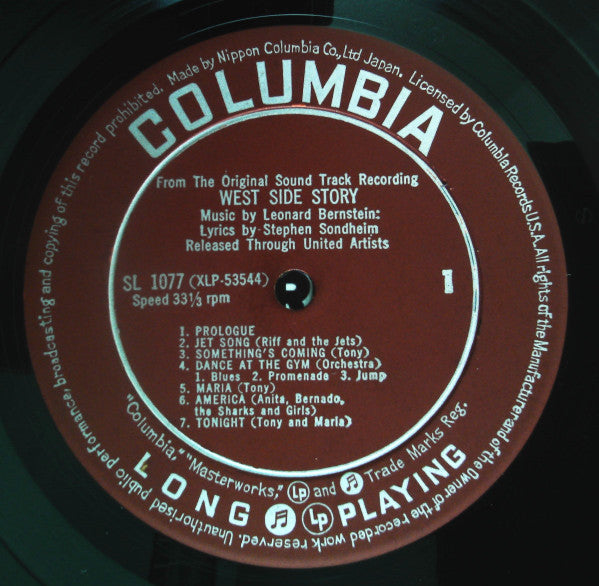 Unauthorised public performance, broadcasting and copying of this record prohibited. Made by Nippon Columbia Co., Ltd Japan. Licensed by Columbia Records U.S.A. All rights of the Manufacturer and of the Owner of the recorded work reserved.
COLUMBIA
From The Original Sound Track Recording
WEST SIDE STORY
Music by Leonard Bernstein:
Lyrics by Stephen Sondheim
Released Through United Artists
SL 1077 (XLP-53544)
Speed 33⅓ rpm
1
1. PROLOGUE
2. JET SONG (Riff and the Jets)
3. SOMETHING'S COMING (Tony)
4. DANCE AT THE GYM (Orchestra)
1. Blues 2. Promenade 3. Jump
5. MARIA (Tony)
6. AMERICA (Anita, Bernado,
the Sharks and Girls)
7. TONIGHT (Tony and Maria)
"Columbia," "Masterworks," Lp and Trade Marks Reg.
LONG Lp PLAYING